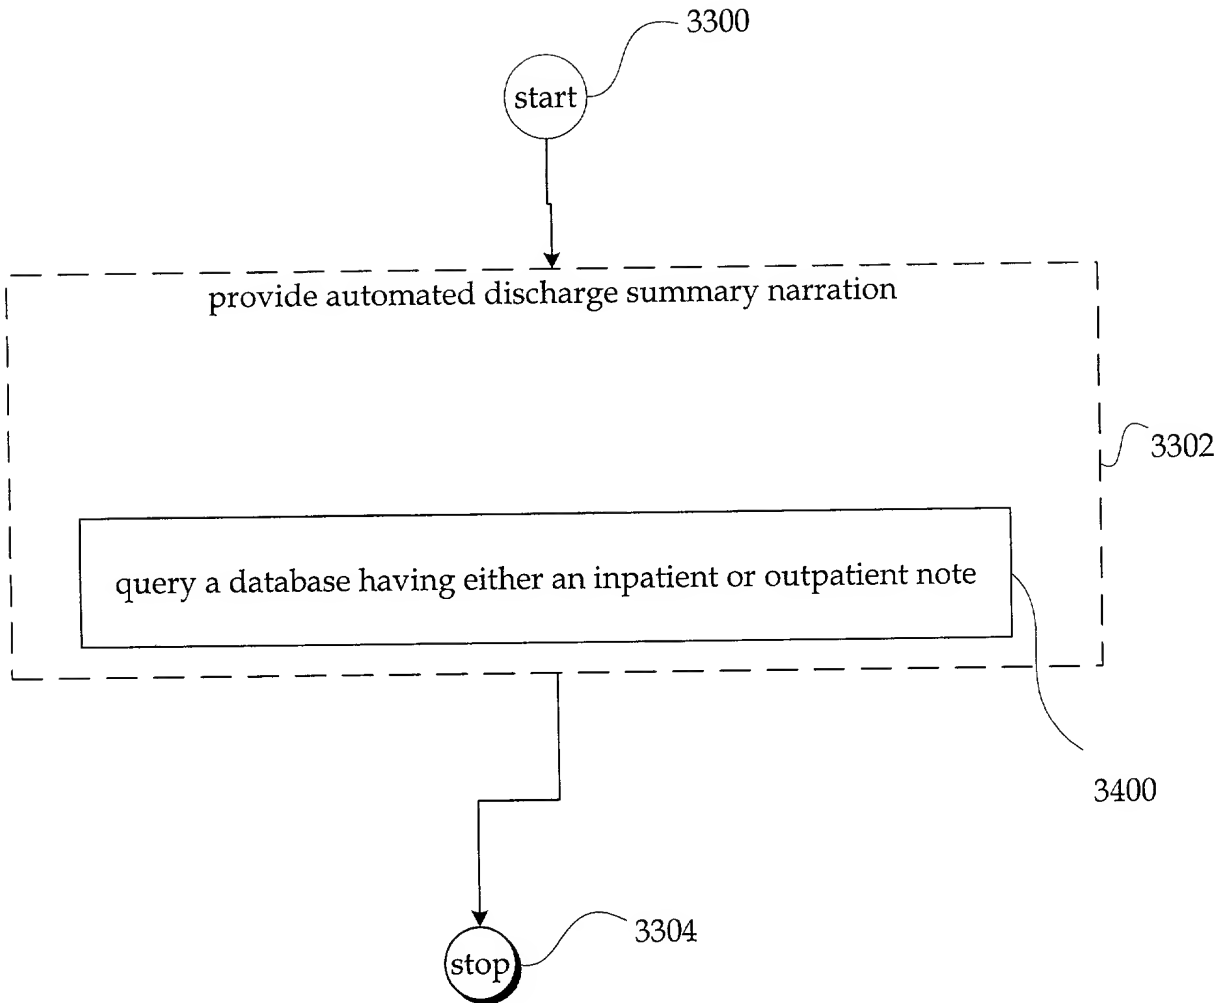 3300
start
provide automated discharge summary narration
3302
query a database having either an inpatient or outpatient note
3400
3304
stop